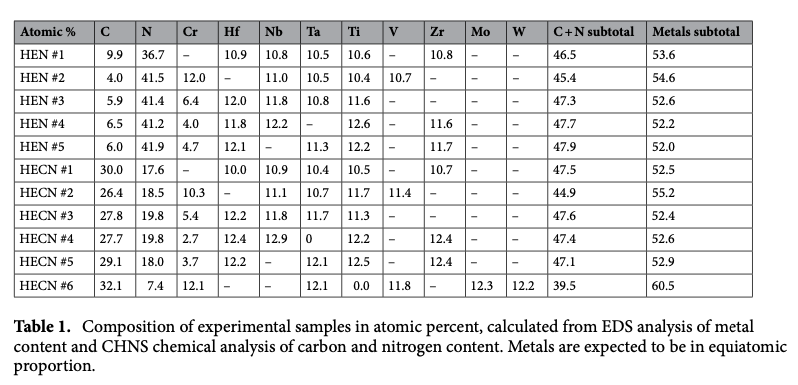 Atomic % C N Cr Hf Nb Ta Ti V Zr Mo W C + N subtotal Metals subtotal
HEN #1 9.9 36.7 – 10.9 10.8 10.5 10.6 – 10.8 – – 46.5 53.6
HEN #2 4.0 41.5 12.0 – 11.0 10.5 10.4 10.7 – – – 45.4 54.6
HEN #3 5.9 41.4 6.4 12.0 11.8 10.8 11.6 – – – – 47.3 52.6
HEN #4 6.5 41.2 4.0 11.8 12.2 – 12.6 – 11.6 – – 47.7 52.2
HEN #5 6.0 41.9 4.7 12.1 – 11.3 12.2 – 11.7 – – 47.9 52.0
HECN #1 30.0 17.6 – 10.0 10.9 10.4 10.5 – 10.7 – – 47.5 52.5
HECN #2 26.4 18.5 10.3 – 11.1 10.7 11.7 11.4 – – – 44.9 55.2
HECN #3 27.8 19.8 5.4 12.2 11.8 11.7 11.3 – – – – 47.6 52.4
HECN #4 27.7 19.8 2.7 12.4 12.9 0 12.2 – 12.4 – – 47.4 52.6
HECN #5 29.1 18.0 3.7 12.2 – 12.1 12.5 – 12.4 – – 47.1 52.9
HECN #6 32.1 7.4 12.1 – – 12.1 0.0 11.8 – 12.3 12.2 39.5 60.5
Table 1. Composition of experimental samples in atomic percent, calculated from EDS analysis of metal
content and CHNS chemical analysis of carbon and nitrogen content. Metals are expected to be in equiatomic
proportion.